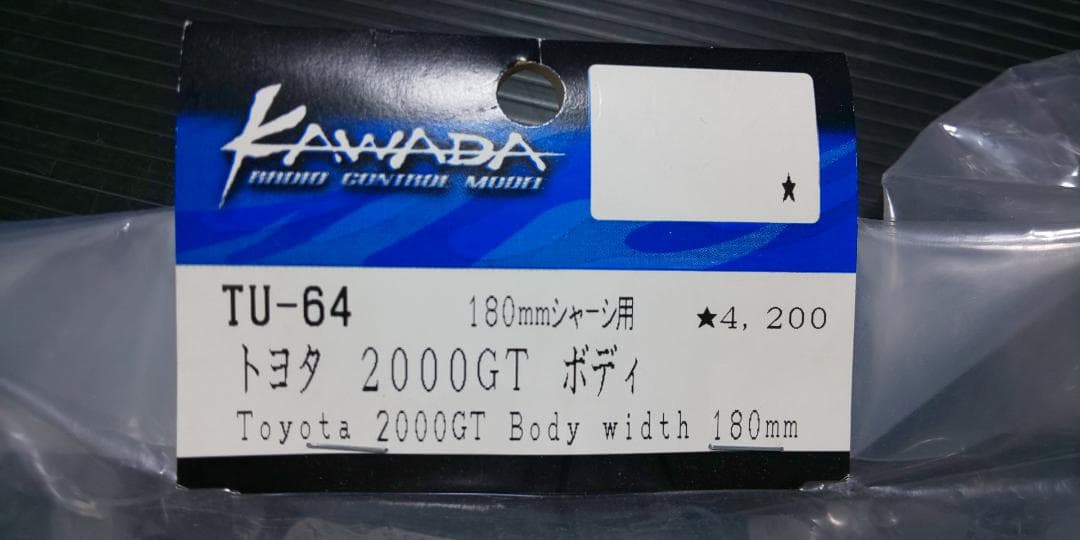 KAWADA
RADIO CONTROL MODEL
★
TU-64 180mmシャーシ用 ★4, 200
トヨタ 2000GT ボディ
Toyota 2000GT Body width 180mm